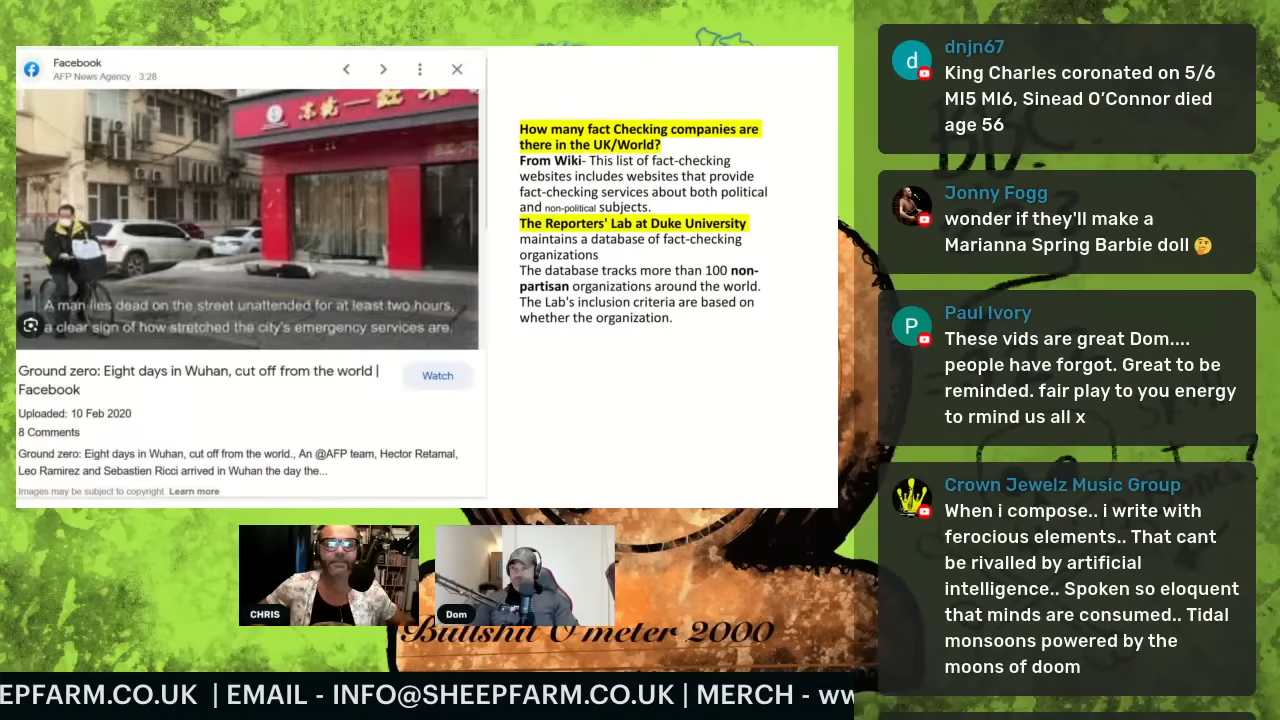 Facebook
AFP News Agency · 3:28
A man lies dead on the street unattended for at least two hours,
a clear sign of how stretched the city's emergency services are.
Ground zero: Eight days in Wuhan, cut off from the world |
Facebook
Watch
Uploaded: 10 Feb 2020
8 Comments
Ground zero: Eight days in Wuhan, cut off from the world., An @AFP team, Hector Retamal,
Leo Ramirez and Sebastien Ricci arrived in Wuhan the day the...
Images may be subject to copyright. Learn more
How many fact Checking companies are
there in the UK/World?
From Wiki- This list of fact-checking
websites includes websites that provide
fact-checking services about both political
and non-political subjects.
The Reporters' Lab at Duke University
maintains a database of fact-checking
organizations
The database tracks more than 100 non-
partisan organizations around the world.
The Lab's inclusion criteria are based on
whether the organization.
CHRIS
Dom
Bullshit O meter 2000
EPFARM.CO.UK | EMAIL - INFO@SHEEPFARM.CO.UK | MERCH - ww
d
dnjn67
King Charles coronated on 5/6
MI5 MI6, Sinead O’Connor died
age 56
Jonny Fogg
wonder if they'll make a
Marianna Spring Barbie doll 🤔
P
Paul Ivory
These vids are great Dom....
people have forgot. Great to be
reminded. fair play to you energy
to rmind us all x
Crown Jewelz Music Group
When i compose.. i write with
ferocious elements.. That cant
be rivalled by artificial
intelligence.. Spoken so eloquent
that minds are consumed.. Tidal
monsoons powered by the
moons of doom